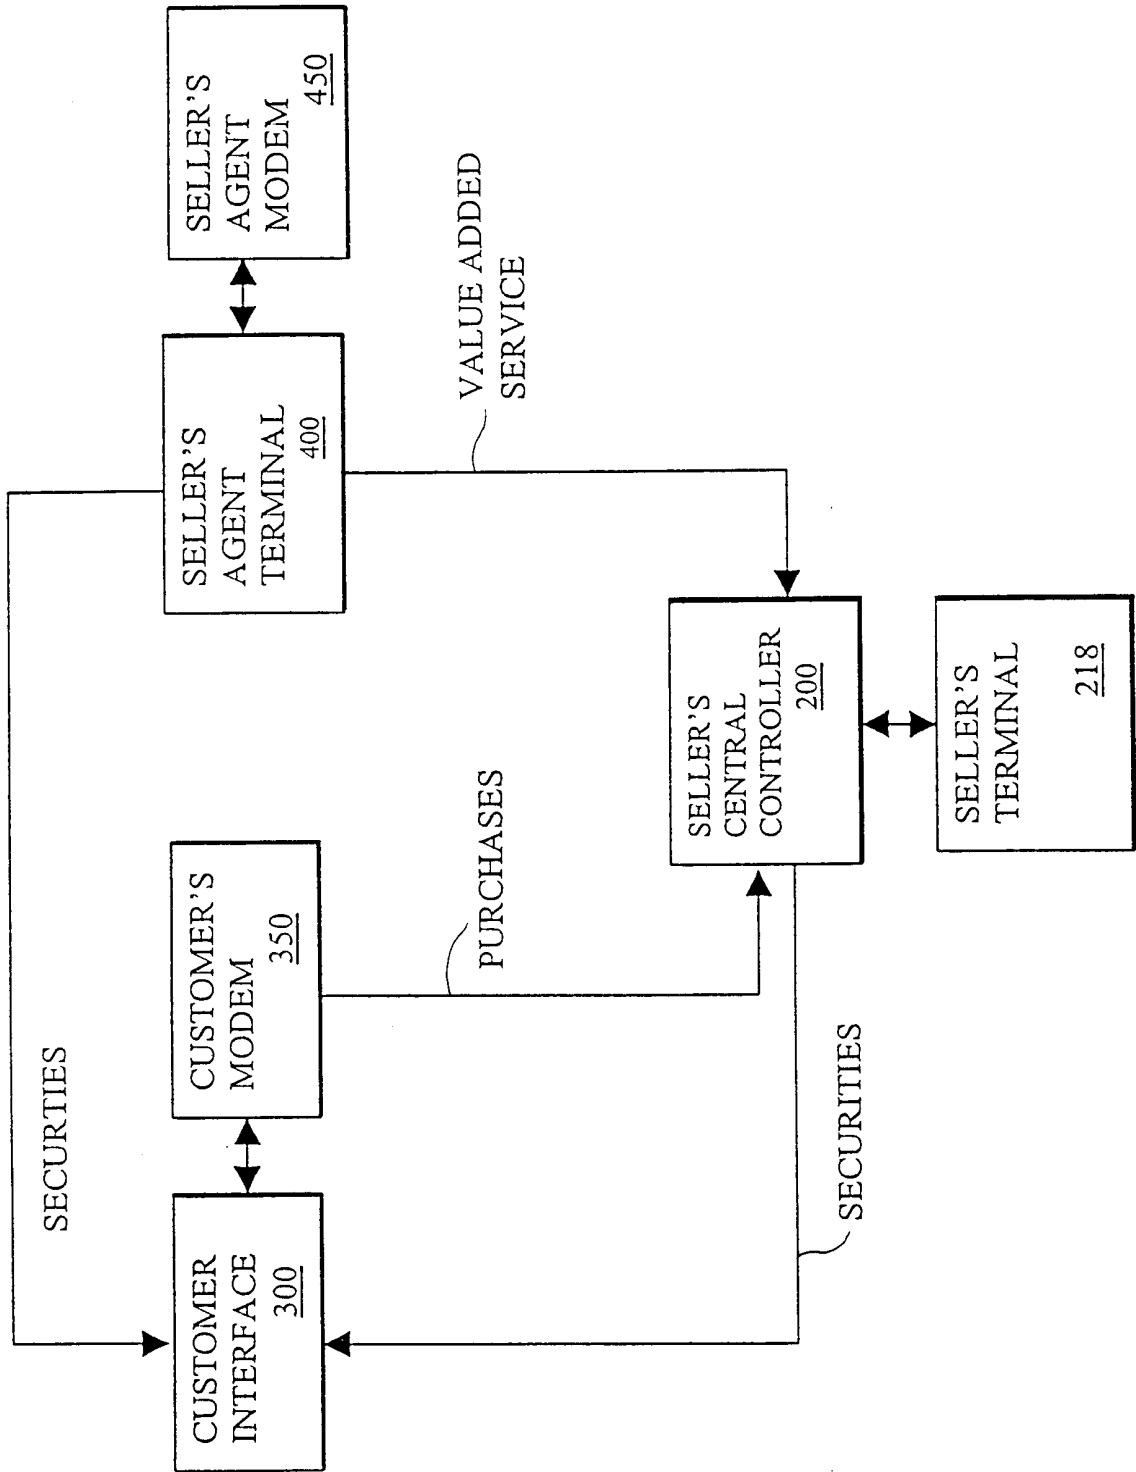 SECURTIES
CUSTOMER
INTERFACE
300
CUSTOMER'S
MODEM
350
SELLER'S
AGENT
TERMINAL
400
SELLER'S
AGENT
MODEM
450
PURCHASES
VALUE ADDED
SERVICE
SECURITIES
SELLER'S
CENTRAL
CONTROLLER
200
SELLER'S
TERMINAL
218